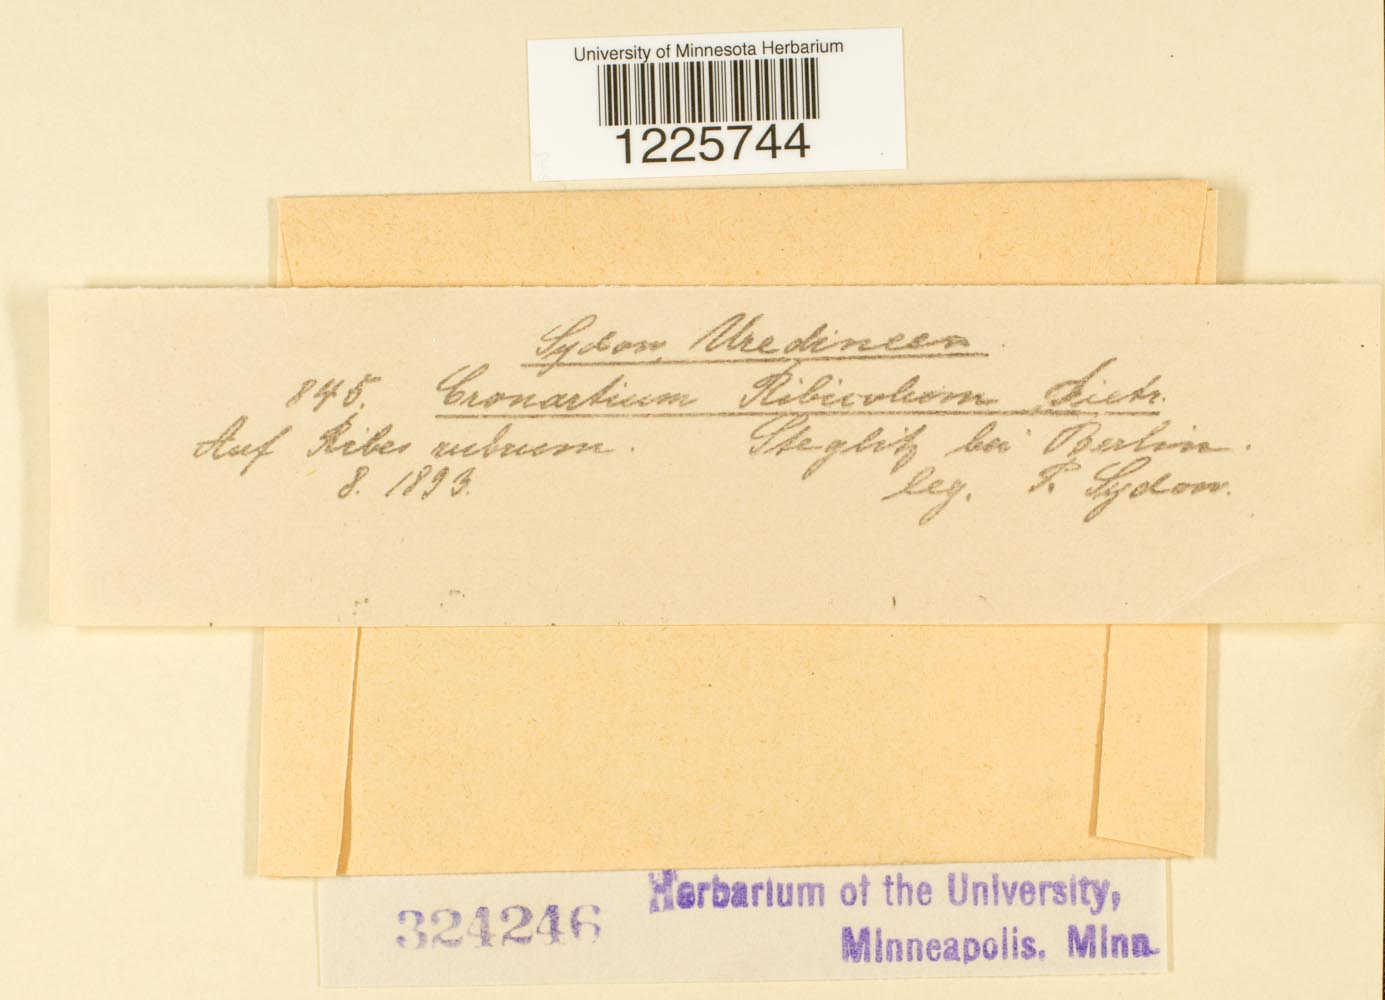 University of Minnesota Herbarium
1225744
Sydow, Uredineen.
845. Cronartium Ribicolum Dietr.
Auf Ribes rubrum. Steglitz bei Berlin.
8. 1893. leg. P. Sydow.
324246
Herbarium of the University,
Minneapolis. Minn.